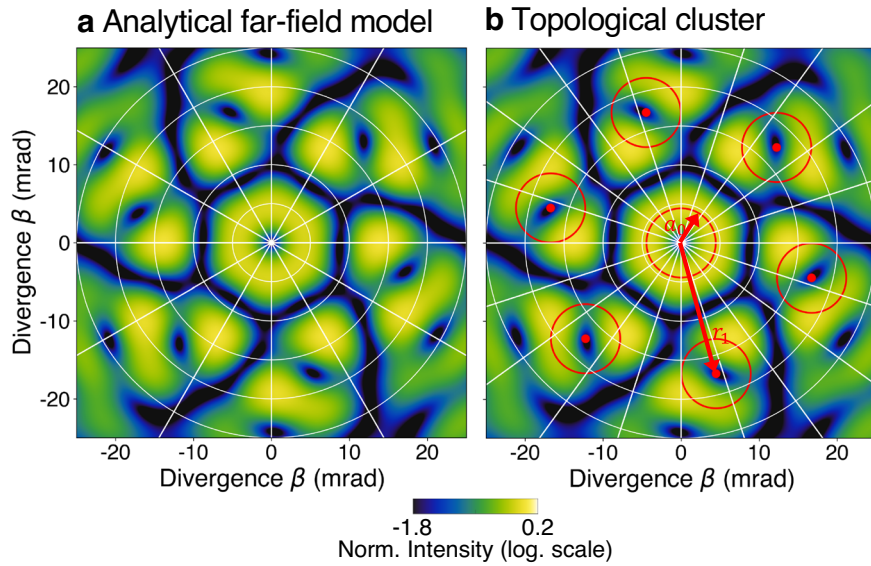 a Analytical far-field model
b Topological cluster
Divergence β (mrad)
20
10
0
-10
-20
-20
-10
0
10
20
Divergence β (mrad)
a₀
r₁
-20
-10
0
10
20
Divergence β (mrad)
-1.8
0.2
Norm. Intensity (log. scale)